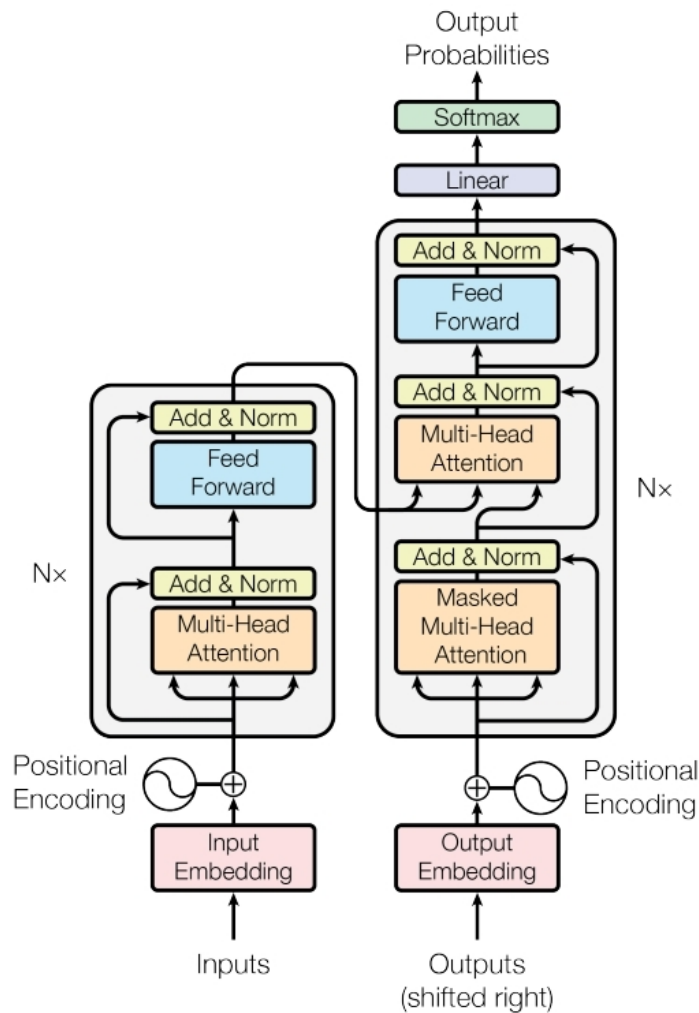 Output
Probabilities
Softmax
Linear
Add & Norm
Feed
Forward
Add & Norm
Multi-Head
Attention
Nx
Add & Norm
Masked
Multi-Head
Attention
Add & Norm
Feed
Forward
Nx
Add & Norm
Multi-Head
Attention
Positional
Encoding
Positional
Encoding
Input
Embedding
Output
Embedding
Inputs
Outputs
(shifted right)